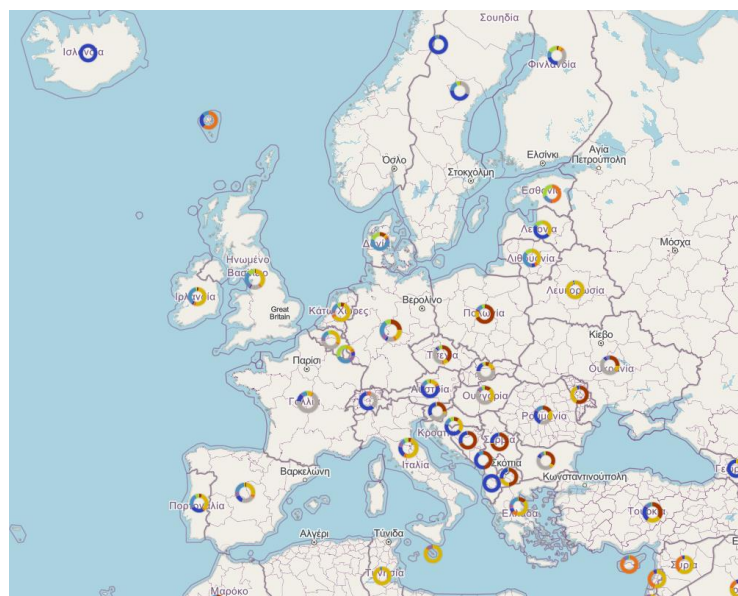 Σουηδία
Ισλανδία
Φινλανδία
Όσλο
Ελσίνκι
Αγία
Πετρούπολη
Στοκχόλμη
Εσθονία
Λετονία
Μόσχα
Δανία
Λιθουανία
Ηνωμένο
Βασίλειο
Ιρλανδία
Λευκορωσία
Κάτω Χώρες
Βερολίνο
Great
Britain
Πολωνία
Κίεβο
Παρίσι
Τσεχία
Ουκρανία
Αυστρία
Ουγγαρία
Γαλλία
Ρουμανία
Κροατία
Σερβία
Ιταλία
Σκόπια
Βαρκελώνη
Κωνσταντινούπολη
Πορτογαλία
Ελλάδα
Τουρκία
Αλγέρι
Τύνιδα
Συρία
Τυνησία
Μαρόκο